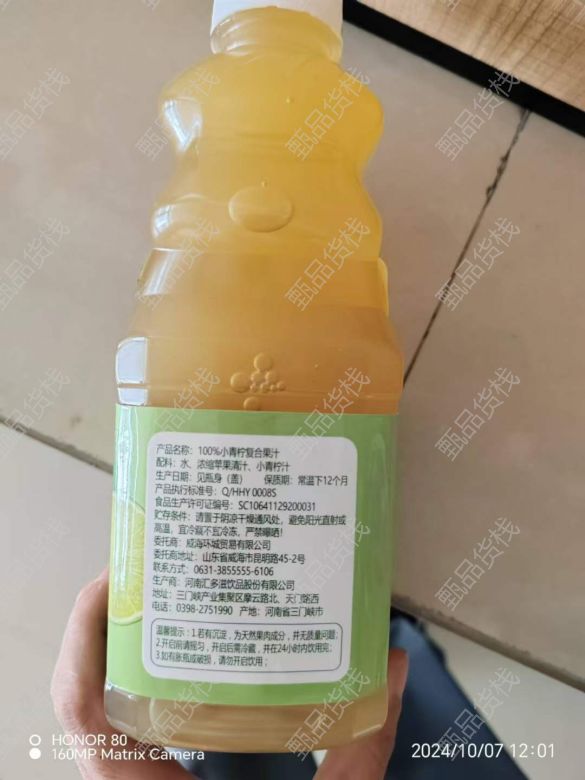 产品名称：100%小青柠复合果汁
配料：水、浓缩苹果清汁、小青柠汁
生产日期：见瓶身（盖） 保质期：常温下12个月
产品执行标准号：Q/HHY 0008S
食品生产许可证编号：SC10641129200031
贮存条件：请置于阴凉干燥通风处，避免阳光直射或
高温，宜冷藏不宜冷冻。严禁曝晒！
委托商：威海环城贸易有限公司
委托商地址：山东省威海市昆明路45-2号
联系方式：0631-3855555-6106
生产商：河南汇多滋饮品股份有限公司
地址：三门峡产业集聚区摩云路北、天门路西
电话：0398-2751990 产地：河南省三门峡市
温馨提示：1.若有沉淀，为天然果肉成分，并无质量问题；
2.开启前请摇匀，开启后需冷藏，并在24小时内饮用完；
3.如有胀瓶或破损，请勿开启饮用；
HONOR 80
160MP Matrix Camera
2024/10/07 12:01
甄品货栈